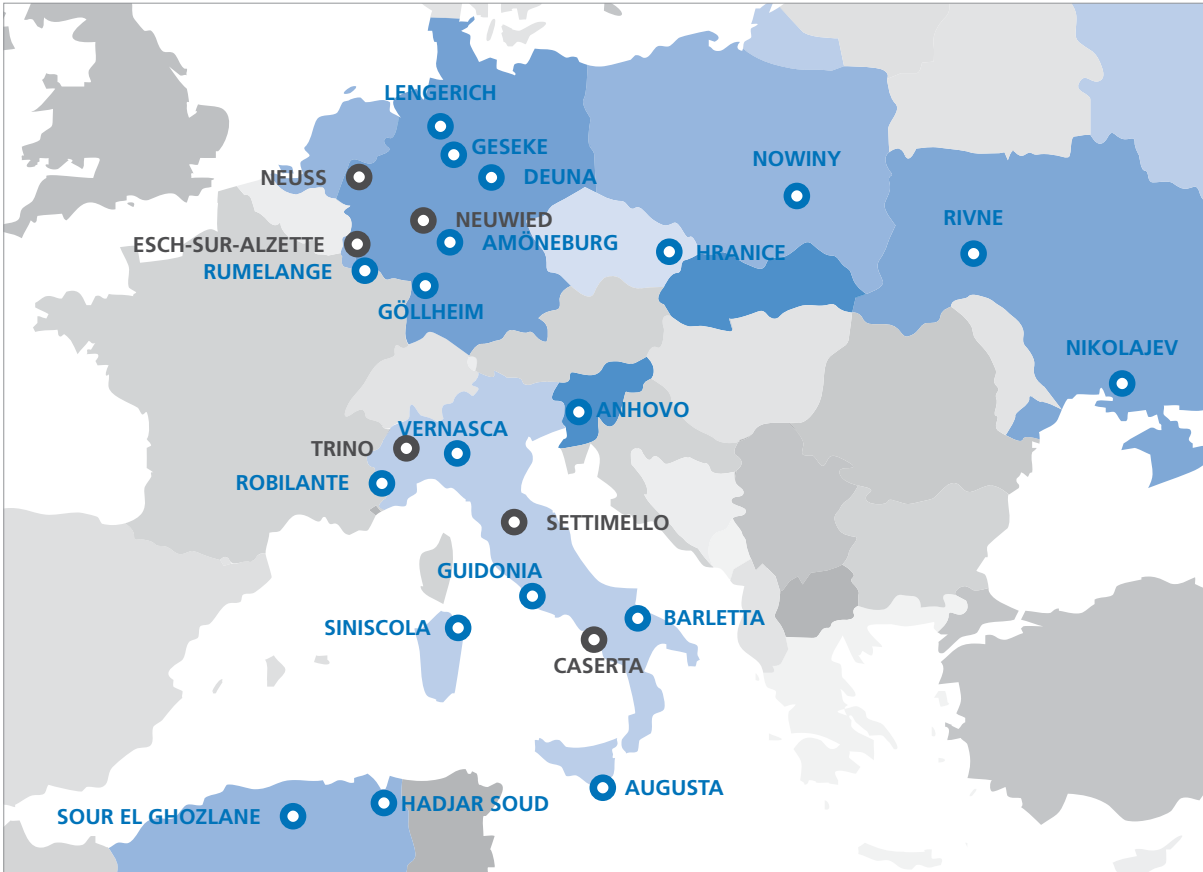 LENGERICH
GESEKE
NOWINY
NEUSS
DEUNA
RIVNE
NEUWIED
ESCH-SUR-ALZETTE
AMÖNEBURG
HRANICE
RUMELANGE
GÖLLHEIM
NIKOLAJEV
ANHOVO
VERNASCA
TRINO
ROBILANTE
SETTIMELLO
GUIDONIA
BARLETTA
SINISCOLA
CASERTA
AUGUSTA
HADJAR SOUD
SOUR EL GHOZLANE